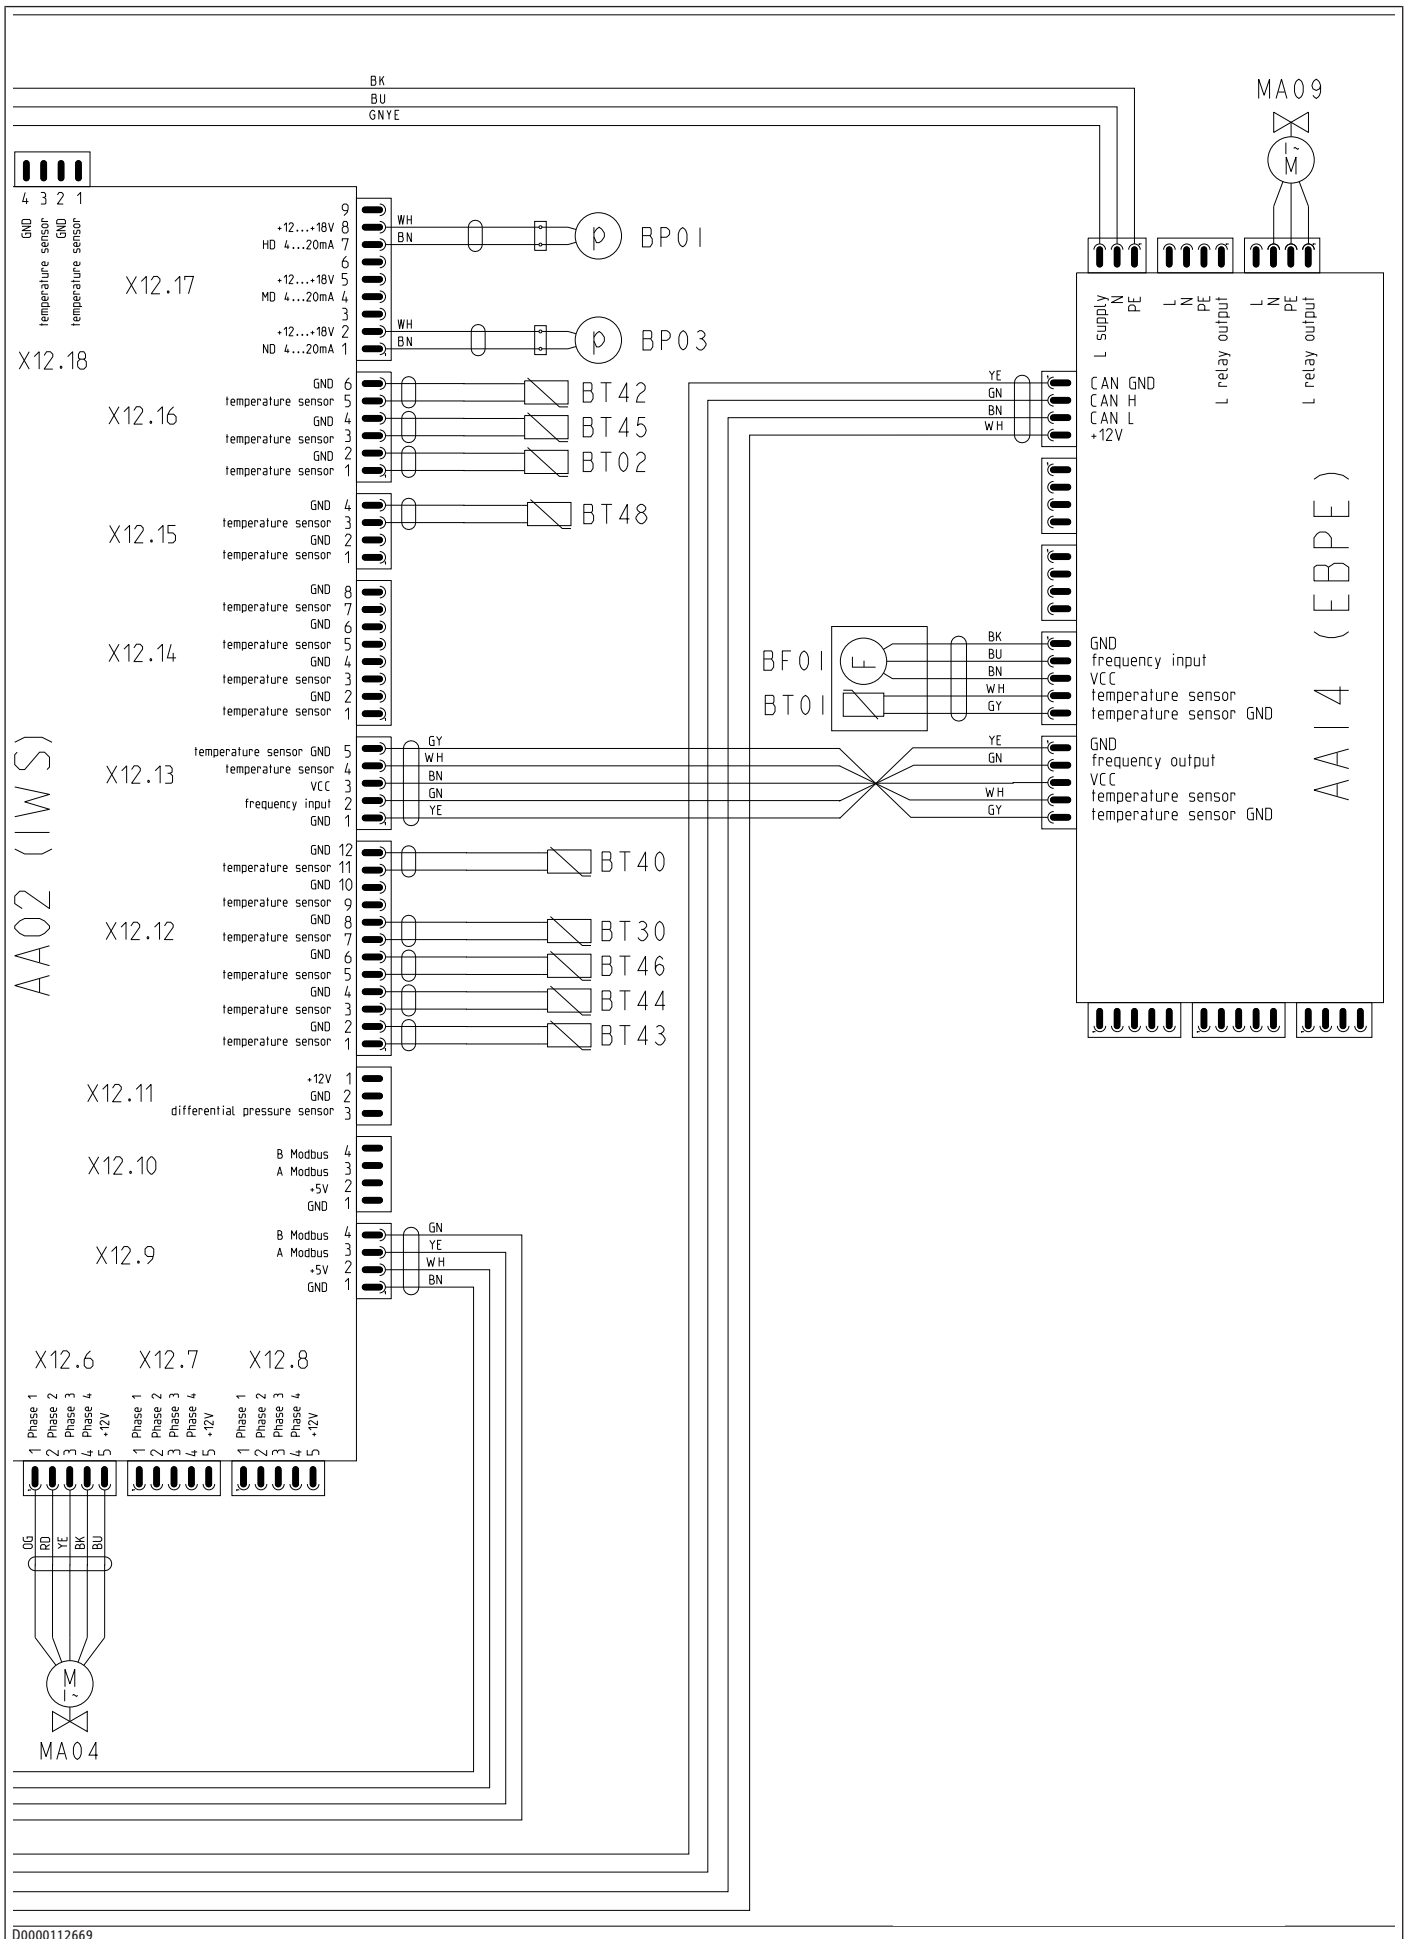 BK
BU
GNYE
MA09
1~
M
4 3 2 1
GND
temperature sensor
GND
temperature sensor
X12.18
X12.17
9
+12...+18V 8
HD 4...20mA 7
6
+12...+18V 5
MD 4...20mA 4
3
+12...+18V 2
ND 4...20mA 1
WH
BN
p
BP01
WH
BN
p
BP03
L supply
N
PE
L
N
PE
L relay output
L
N
PE
L relay output
X12.16
GND 6
temperature sensor 5
GND 4
temperature sensor 3
GND 2
temperature sensor 1
BT42
BT45
BT02
YE
GN
BN
WH
CAN GND
CAN H
CAN L
+12V
X12.15
GND 4
temperature sensor 3
GND 2
temperature sensor 1
BT48
X12.14
GND 8
temperature sensor 7
GND 6
temperature sensor 5
GND 4
temperature sensor 3
GND 2
temperature sensor 1
BF01
F
BT01
BK
BU
BN
WH
GY
GND
frequency input
VCC
temperature sensor
temperature sensor GND
AA14 (EBPE)
AA02 (IWS)
X12.13
temperature sensor GND 5
temperature sensor 4
VCC 3
frequency input 2
GND 1
GY
WH
BN
GN
YE
YE
GN
WH
GY
GND
frequency output
VCC
temperature sensor
temperature sensor GND
X12.12
GND 12
temperature sensor 11
GND 10
temperature sensor 9
GND 8
temperature sensor 7
GND 6
temperature sensor 5
GND 4
temperature sensor 3
GND 2
temperature sensor 1
BT40
BT30
BT46
BT44
BT43
X12.11
+12V 1
GND 2
differential pressure sensor 3
X12.10
B Modbus 4
A Modbus 3
+5V 2
GND 1
X12.9
B Modbus 4
A Modbus 3
+5V 2
GND 1
GN
YE
WH
BN
X12.6
X12.7
X12.8
1 Phase 1
2 Phase 2
3 Phase 3
4 Phase 4
5 +12V
1 Phase 1
2 Phase 2
3 Phase 3
4 Phase 4
5 +12V
1 Phase 1
2 Phase 2
3 Phase 3
4 Phase 4
5 +12V
OG
RD
YE
BK
BU
M
1~
MA04
D0000112669